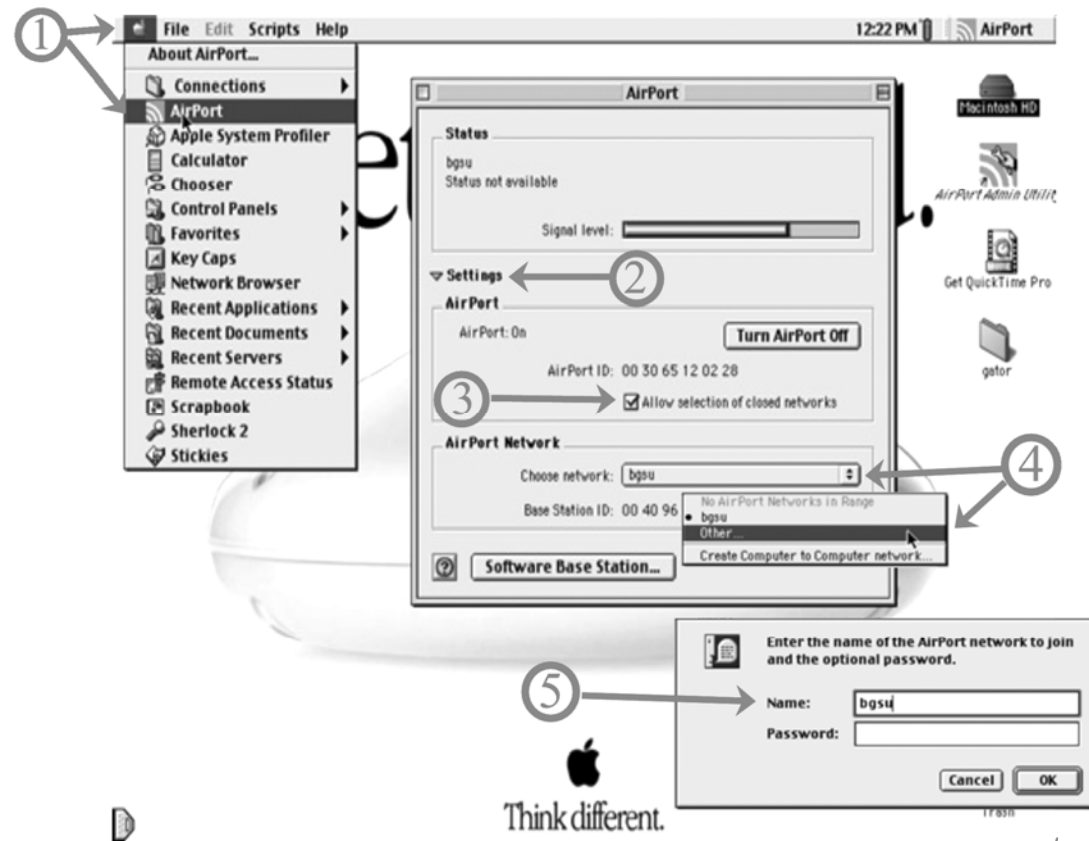 1
File Edit Scripts Help
12:22 PM
AirPort
About AirPort...
Connections
AirPort
Apple System Profiler
Calculator
Chooser
Control Panels
Favorites
Key Caps
Network Browser
Recent Applications
Recent Documents
Recent Servers
Remote Access Status
Scrapbook
Sherlock 2
Stickies
AirPort
Status
bgsu
Status not available
Signal level:
Settings
2
AirPort
AirPort: On
Turn AirPort Off
AirPort ID: 00 30 65 12 02 28
3
Allow selection of closed networks
AirPort Network
Choose network: bgsu
4
Base Station ID: 00 40 96
No AirPort Networks in Range
bgsu
Other...
Create Computer to Computer network...
Software Base Station...
Macintosh HD
AirPort Admin Utilit
Get QuickTime Pro
gator
Enter the name of the AirPort network to join
and the optional password.
5
Name: bgsu
Password:
Cancel OK
Trash
Think different.